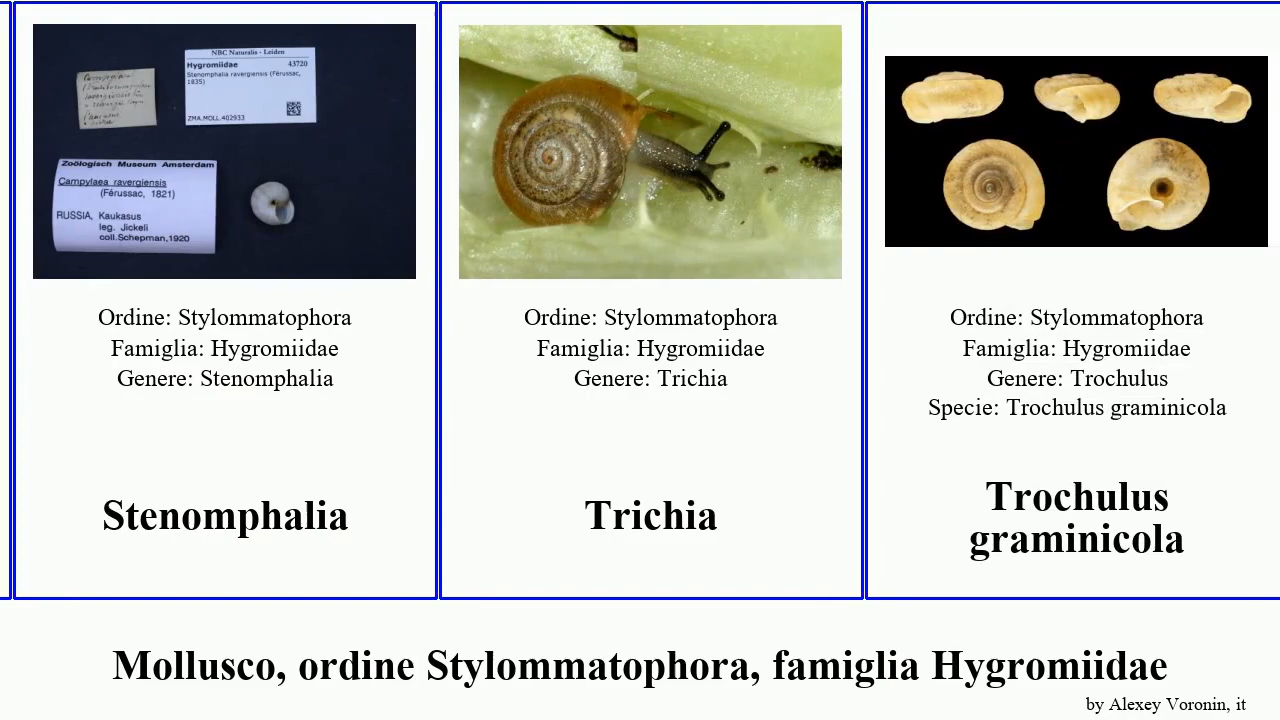 NBC Naturalis - Leiden
Hygromiidae 43720
Stenomphalia ravergiensis (Férussac,
1835)
ZMA.MOLL.402933
Zoölogisch Museum Amsterdam
Campylaea ravergiensis
(Férussac, 1821)
RUSSIA, Kaukasus
leg. Jickeli
coll.Schepman,1920
Ordine: Stylommatophora
Famiglia: Hygromiidae
Genere: Stenomphalia
Stenomphalia
Ordine: Stylommatophora
Famiglia: Hygromiidae
Genere: Trichia
Trichia
Ordine: Stylommatophora
Famiglia: Hygromiidae
Genere: Trochulus
Specie: Trochulus graminicola
Trochulus
graminicola
Mollusco, ordine Stylommatophora, famiglia Hygromiidae
by Alexey Voronin, it